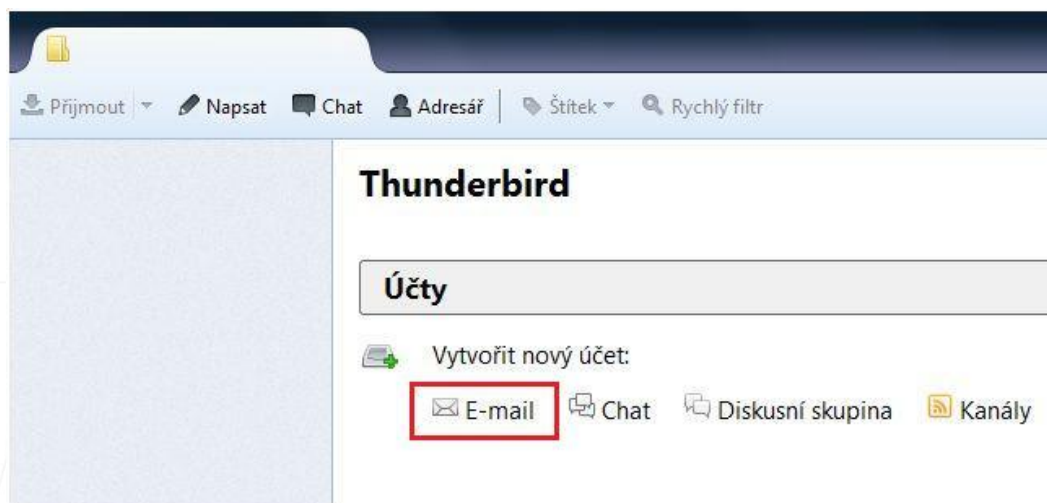 Přijmout Napsat Chat Adresář Štítek Rychlý filtr
Thunderbird
Účty
Vytvořit nový účet:
E-mail Chat Diskusní skupina Kanály